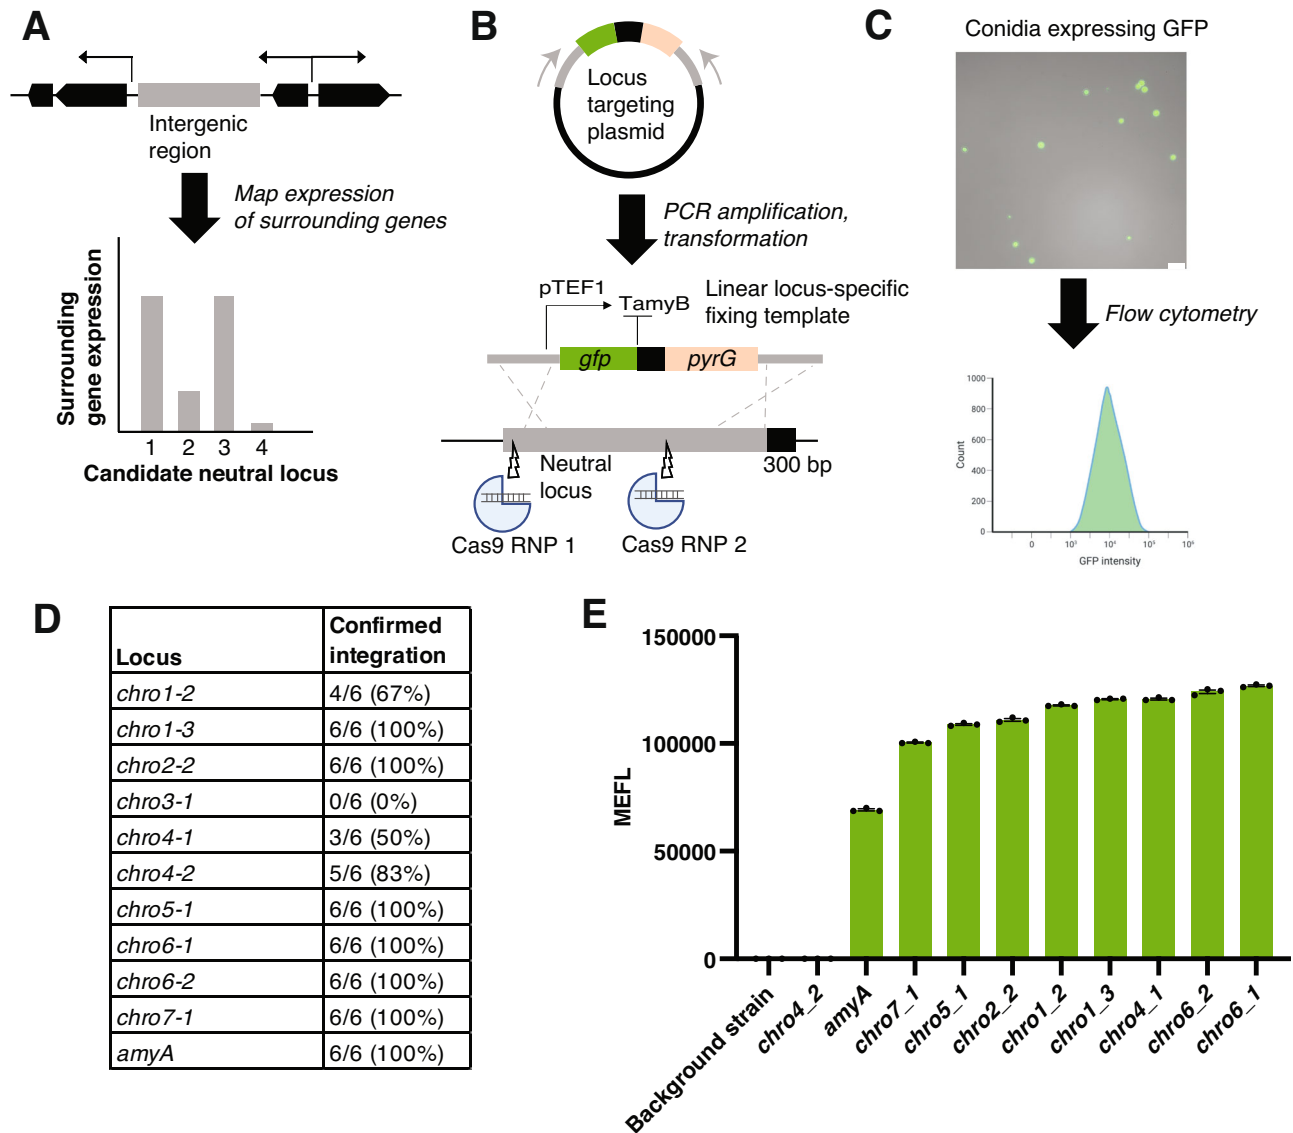 A
Intergenic
region
Map expression
of surrounding genes
Surrounding
gene expression
1 2 3 4
Candidate neutral locus
B
Locus
targeting
plasmid
PCR amplification,
transformation
pTEF1
TamyB
Linear locus-specific
fixing template
gfp
pyrG
Neutral
locus
300 bp
Cas9 RNP 1
Cas9 RNP 2
C
Conidia expressing GFP
Flow cytometry
1000
800
600
400
200
0
Count
0 10³ 10⁴ 10⁵ 10⁶
GFP intensity
D
Locus Confirmed integration
chro1-2 4/6 (67%)
chro1-3 6/6 (100%)
chro2-2 6/6 (100%)
chro3-1 0/6 (0%)
chro4-1 3/6 (50%)
chro4-2 5/6 (83%)
chro5-1 6/6 (100%)
chro6-1 6/6 (100%)
chro6-2 6/6 (100%)
chro7-1 6/6 (100%)
amyA 6/6 (100%)
E
150000
100000
50000
0
MEFL
Background strain
chro4_2
amyA
chro7_1
chro5_1
chro2_2
chro1_2
chro1_3
chro4_1
chro6_2
chro6_1